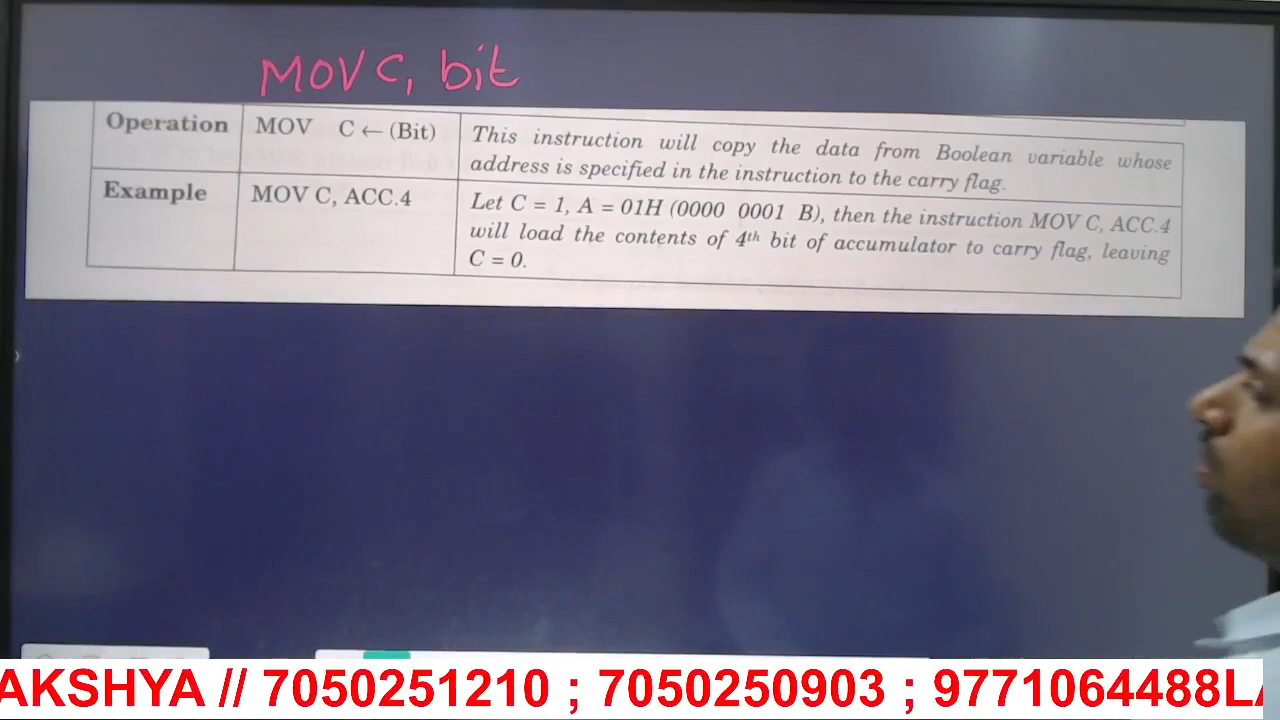 MOV C, bit
Operation MOV C ← (Bit) This instruction will copy the data from Boolean variable whose
address is specified in the instruction to the carry flag.
Example MOV C, ACC.4 Let C = 1, A = 01H (0000 0001 B), then the instruction MOV C, ACC.4
will load the contents of 4th bit of accumulator to carry flag, leaving
C = 0.
AKSHYA // 7050251210 ; 7050250903 ; 9771064488LA